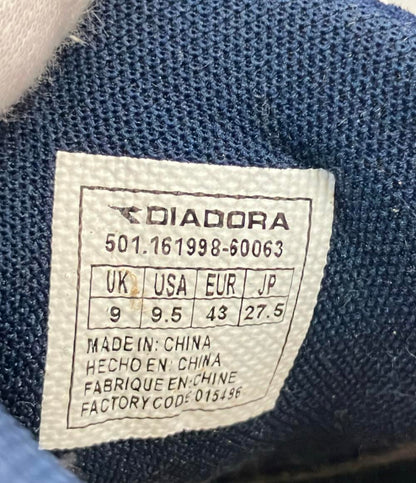 DIADORA
501.161998-60063
UK USA EUR JP
9 9.5 43 27.5
MADE IN: CHINA
HECHO EN: CHINA
FABRIQUE EN: CHINE
FACTORY CODE 015496